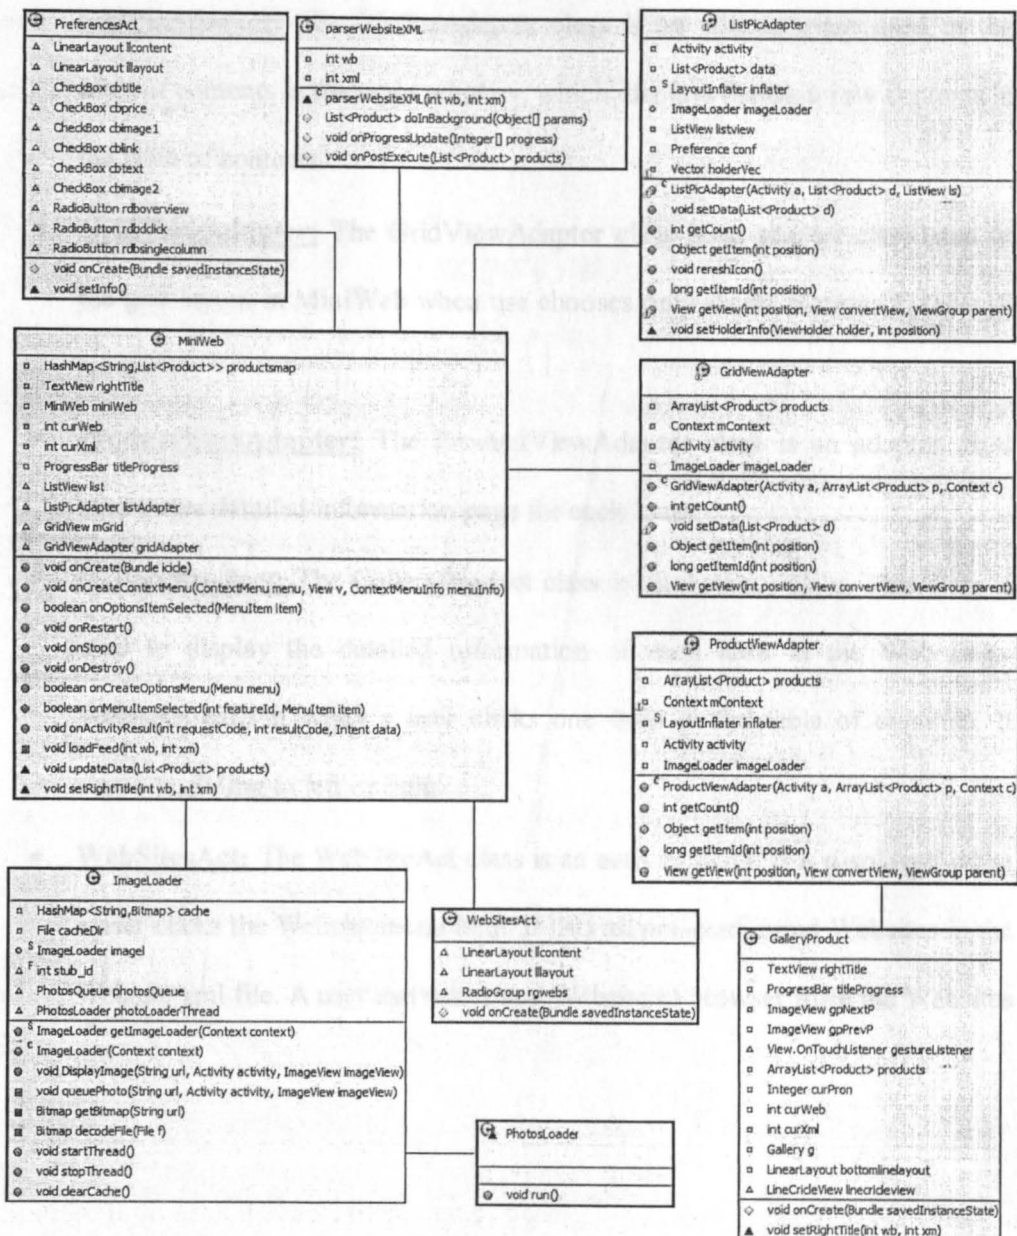 PreferencesAct
LinearLayout llcontent
LinearLayout lllayout
CheckBox cbtitle
CheckBox cbprice
CheckBox cbimage1
CheckBox cblink
CheckBox cbtext
CheckBox cbimage2
RadioButton rdboverview
RadioButton rdbdclick
RadioButton rdbsinglecolumn
void onCreate(Bundle savedInstanceState)
void setInfo()
parserWebsiteXML
int wb
int xml
parserWebsiteXML(int wb, int xm)
List<Product> doInBackground(Object[] params)
void onProgressUpdate(Integer[] progress)
void onPostExecute(List<Product> products)
ListPicAdapter
Activity activity
List<Product> data
LayoutInflater inflater
ImageLoader imageLoader
ListView listview
Preference conf
Vector holderVec
ListPicAdapter(Activity a, List<Product> d, ListView ls)
void setData(List<Product> d)
int getCount()
Object getItem(int position)
void rereshIcon()
long getItemId(int position)
View getView(int position, View convertView, ViewGroup parent)
void setHolderInfo(ViewHolder holder, int position)
MiniWeb
HashMap<String,List<Product>> productsmap
TextView rightTitle
MiniWeb miniWeb
int curWeb
int curXml
ProgressBar titleProgress
ListView list
ListPicAdapter listAdapter
GridView mGrid
GridViewAdapter gridAdapter
void onCreate(Bundle icicle)
void onCreateContextMenu(ContextMenu menu, View v, ContextMenuInfo menuInfo)
boolean onOptionsItemSelected(MenuItem item)
void onRestart()
void onStop()
void onDestroy()
boolean onCreateOptionsMenu(Menu menu)
boolean onMenuItemSelected(int featureId, MenuItem item)
void onActivityResult(int requestCode, int resultCode, Intent data)
void loadFeed(int wb, int xm)
void updateData(List<Product> products)
void setRightTitle(int wb, int xm)
GridViewAdapter
ArrayList<Product> products
Context mContext
Activity activity
ImageLoader imageLoader
GridViewAdapter(Activity a, ArrayList<Product> p, Context c)
int getCount()
void setData(List<Product> d)
Object getItem(int position)
long getItemId(int position)
View getView(int position, View convertView, ViewGroup parent)
ProductViewAdapter
ArrayList<Product> products
Context mContext
LayoutInflater inflater
Activity activity
ImageLoader imageLoader
ProductViewAdapter(Activity a, ArrayList<Product> p, Context c)
int getCount()
Object getItem(int position)
long getItemId(int position)
View getView(int position, View convertView, ViewGroup parent)
ImageLoader
HashMap<String,Bitmap> cache
File cacheDir
ImageLoader imagel
int stub_id
PhotosQueue photosQueue
PhotosLoader photoLoaderThread
ImageLoader getImageLoader(Context context)
ImageLoader(Context context)
void DisplayImage(String url, Activity activity, ImageView imageView)
void queuePhoto(String url, Activity activity, ImageView imageView)
Bitmap getBitmap(String url)
Bitmap decodeFile(File f)
void startThread()
void stopThread()
void clearCache()
WebSitesAct
LinearLayout llcontent
LinearLayout lllayout
RadioGroup rgwebs
void onCreate(Bundle savedInstanceState)
PhotosLoader
void run()
GalleryProduct
TextView rightTitle
ProgressBar titleProgress
ImageView gpNextP
ImageView gpPrevP
View.OnTouchListener gestureListener
ArrayList<Product> products
Integer curPron
int curWeb
int curXml
Gallery g
LinearLayout bottomlinelayout
LineCricleView linecricleview
void onCreate(Bundle savedInstanceState)
void setRightTitle(int wb, int xm)